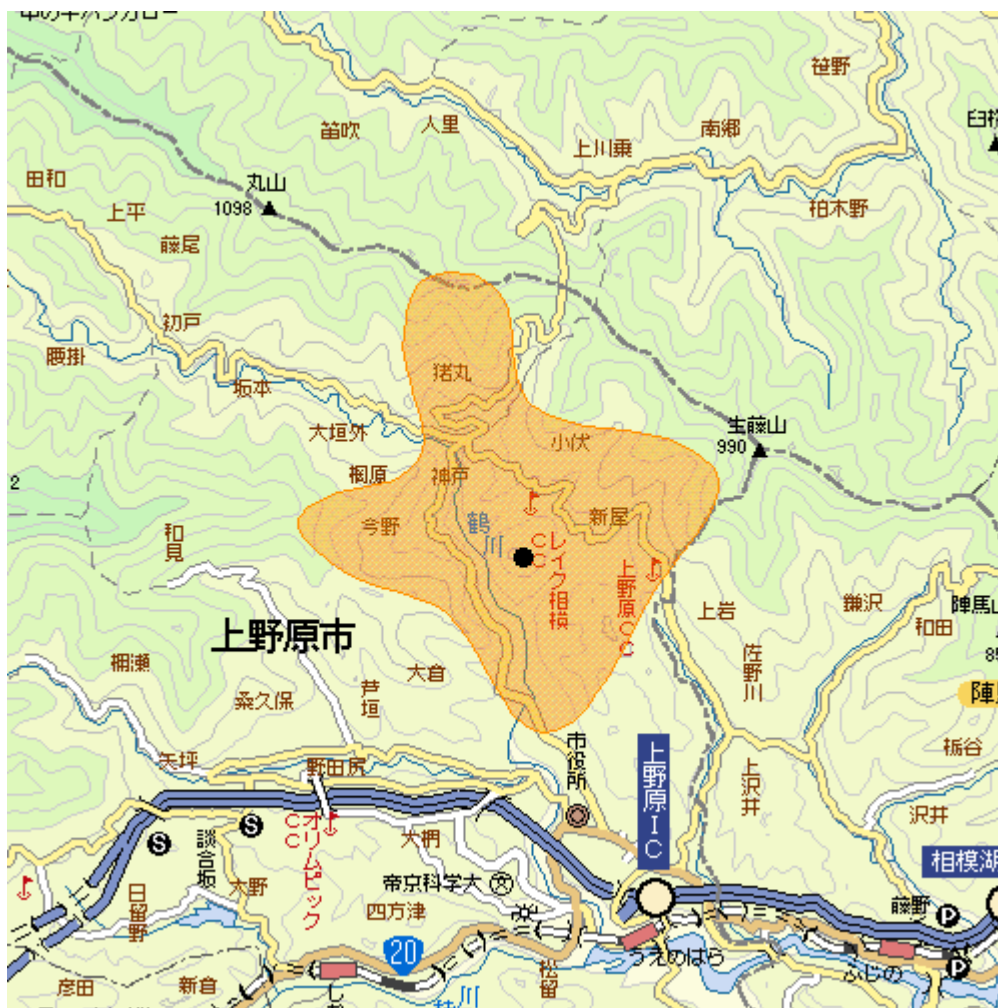 笹野
人里
笛吹
南郷
上川乗
田和
丸山
1098
上平
柏木野
藤尾
初戸
腰掛
坂本
猪丸
大垣外
小伏
生藤山
990
棡原
神戸
2
今野
鶴川
新屋
和見
レイク相模CC
上野原CC
上岩
鎌沢
和田
陣馬山
上野原市
佐野川
棚瀬
大倉
芦垣
桑久保
栃谷
矢坪
野田尻
市役所
上野原IC
上沢井
沢井
S
S
オリムピックCC
大椚
談合坂
相模湖
帝京科学大
文
日留野
大野
四方津
藤野
P
20
うえのはら
ふじの
P
松留
彦田
新倉